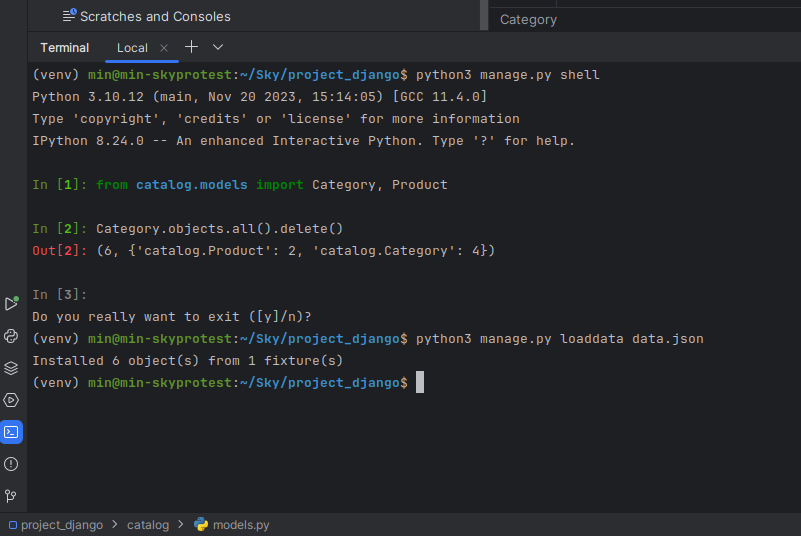 Scratches and Consoles
Category
Terminal Local
(venv) min@min-skyprotest:~/Sky/project_django$ python3 manage.py shell
Python 3.10.12 (main, Nov 20 2023, 15:14:05) [GCC 11.4.0]
Type 'copyright', 'credits' or 'license' for more information
IPython 8.24.0 -- An enhanced Interactive Python. Type '?' for help.
In [1]: from catalog.models import Category, Product
In [2]: Category.objects.all().delete()
Out[2]: (6, {'catalog.Product': 2, 'catalog.Category': 4})
In [3]:
Do you really want to exit ([y]/n)?
(venv) min@min-skyprotest:~/Sky/project_django$ python3 manage.py loaddata data.json
Installed 6 object(s) from 1 fixture(s)
(venv) min@min-skyprotest:~/Sky/project_django$
project_django > catalog > models.py